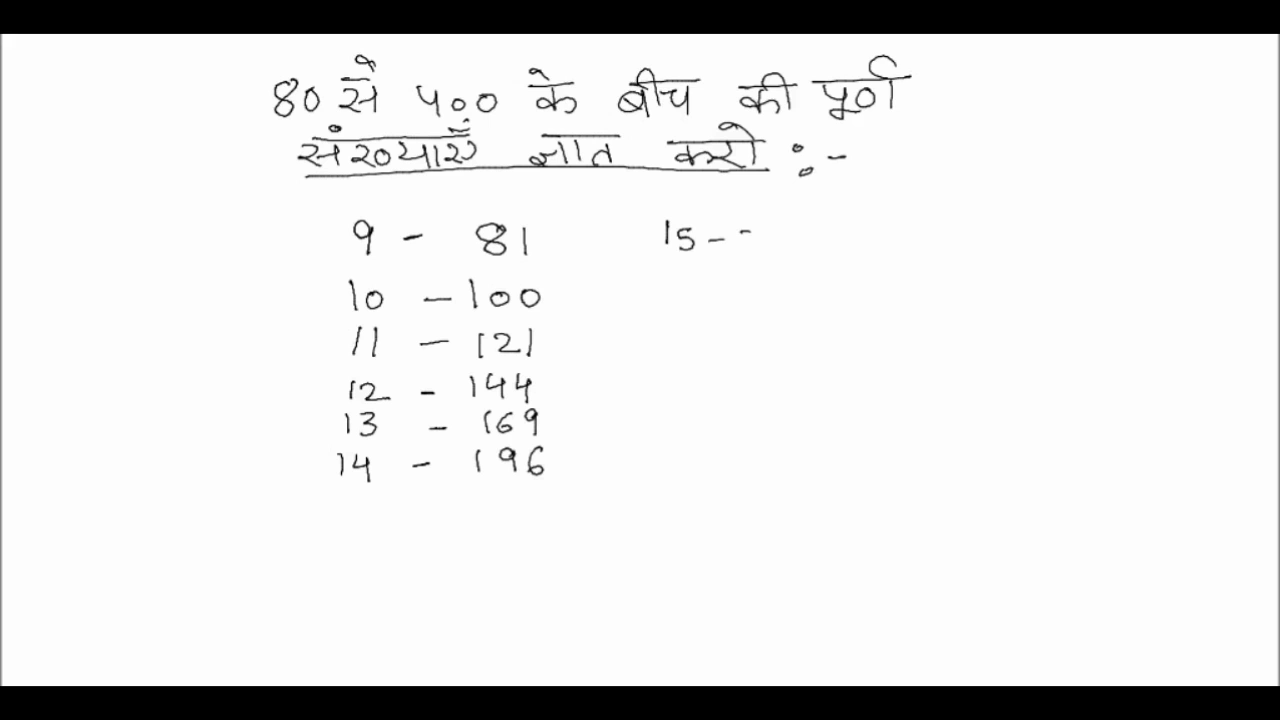 80 से 400 के बीच की पूर्ण
संख्याएँ ज्ञात करो :-
9 - 81
10 - 100
11 - 121
12 - 144
13 - 169
14 - 196
15 - -